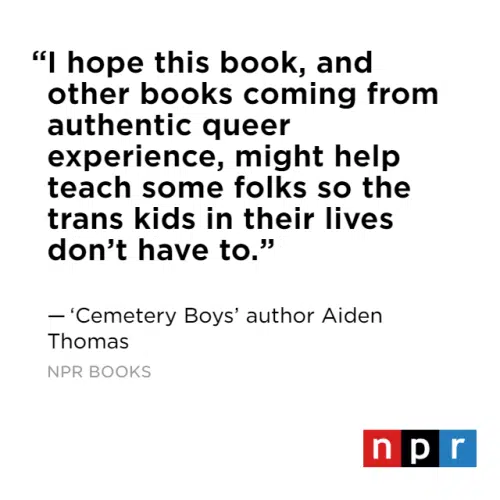 “I hope this book, and
other books coming from
authentic queer
experience, might help
teach some folks so the
trans kids in their lives
don’t have to.”
— ‘Cemetery Boys’ author Aiden
Thomas
NPR BOOKS
npr